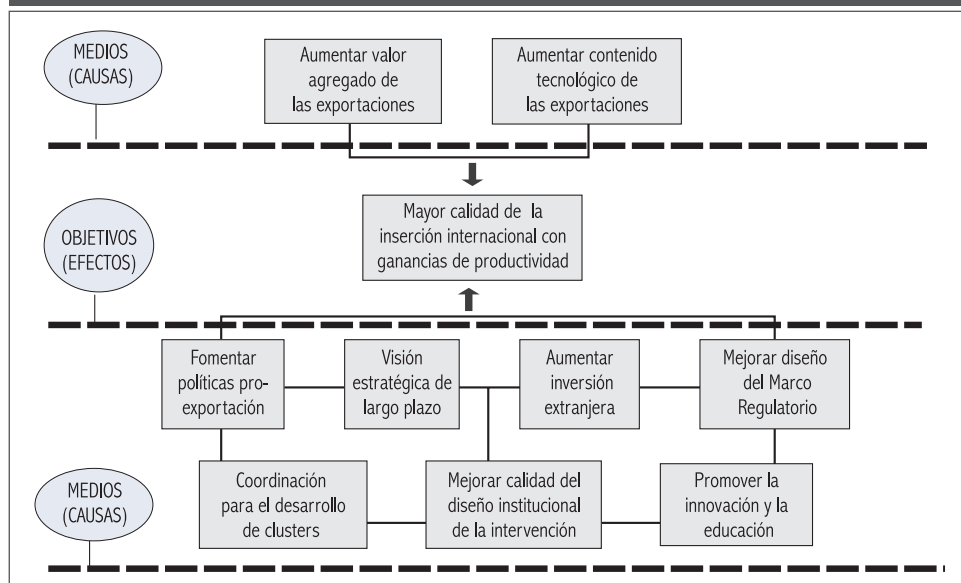 MEDIOS
(CAUSAS)
Aumentar valor
agregado de
las exportaciones
Aumentar contenido
tecnológico de
las exportaciones
OBJETIVOS
(EFECTOS)
Mayor calidad de la
inserción internacional con
ganancias de productividad
Fomentar
políticas pro-
exportación
Visión
estratégica de
largo plazo
Aumentar
inversión
extranjera
Mejorar diseño
del Marco
Regulatorio
MEDIOS
(CAUSAS)
Coordinación
para el desarrollo
de clusters
Mejorar calidad del
diseño institucional
de la intervención
Promover la
innovación y la
educación